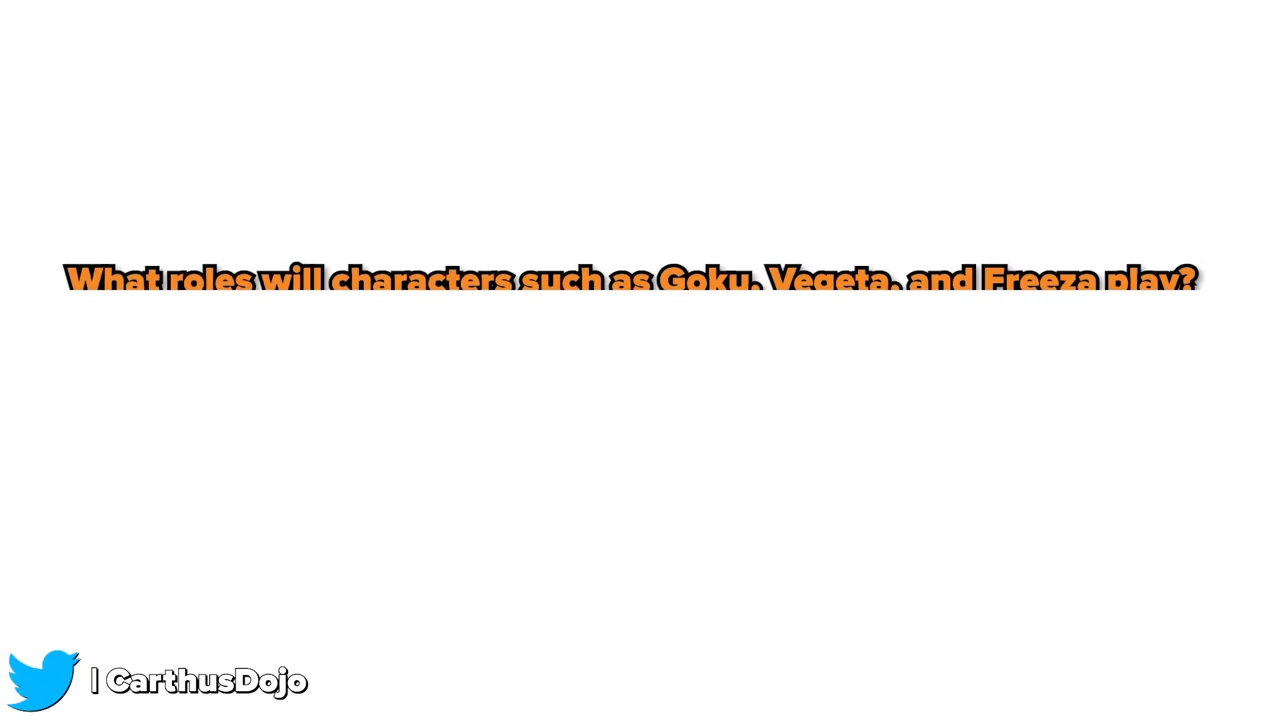 What roles will characters such as Goku, Vegeta, and Freeza play?
| CarthusDojo